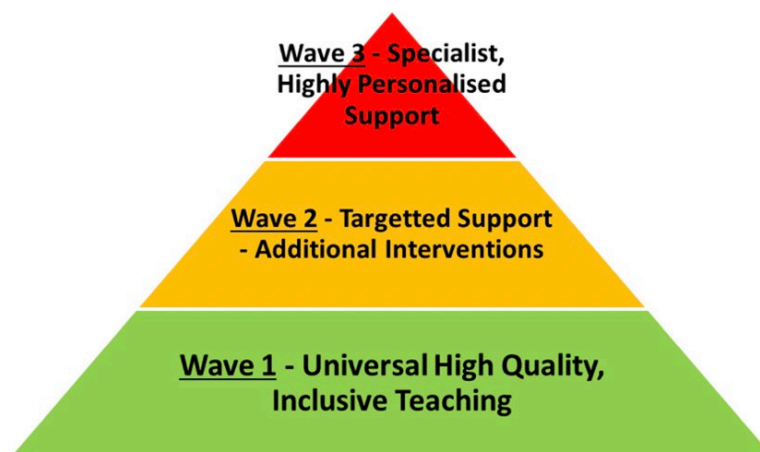 Wave 3 - Specialist,
Highly Personalised
Support
Wave 2 - Targetted Support
- Additional Interventions
Wave 1 - Universal High Quality,
Inclusive Teaching